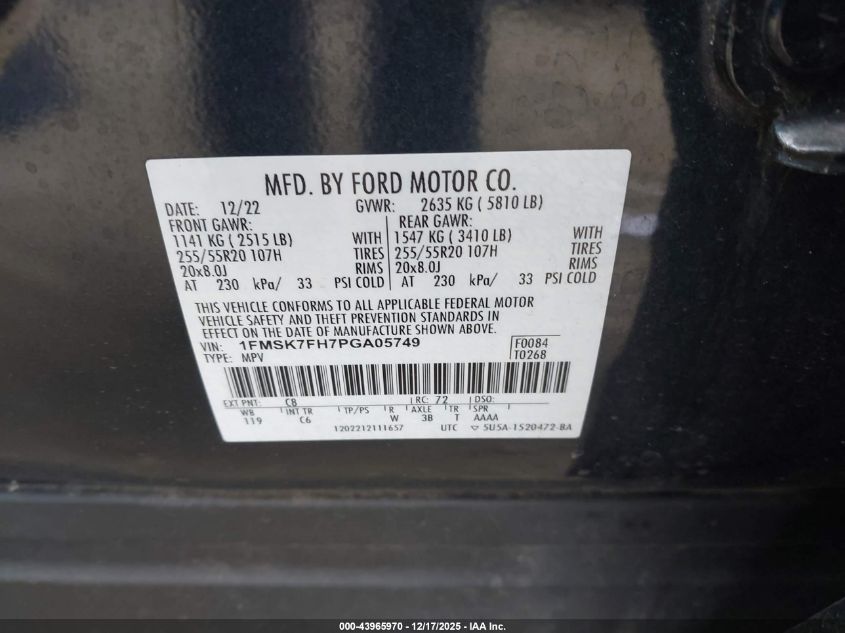 MFD. BY FORD MOTOR CO.
DATE: 12/22 GVWR: 2635 KG ( 5810 LB)
FRONT GAWR: REAR GAWR:
1141 KG ( 2515 LB) WITH 1547 KG ( 3410 LB) WITH
255/55R20 107H TIRES 255/55R20 107H TIRES
20x8.0J RIMS 20x8.0J RIMS
AT 230 kPa/ 33 PSI COLD AT 230 kPa/ 33 PSI COLD
THIS VEHICLE CONFORMS TO ALL APPLICABLE FEDERAL MOTOR
VEHICLE SAFETY AND THEFT PREVENTION STANDARDS IN
EFFECT ON THE DATE OF MANUFACTURE SHOWN ABOVE.
VIN: 1FMSK7FH7PGA05749 F0084
TYPE: MPV T0268
EXT PNT: CB RC: 72 DSO:
WB INT TR TP/PS R AXLE TR SPR
119 C6 W 3B T AAAA
1202212111657 UTC ▽ 5U5A-1520472-BA
000-43965970 - 12/17/2025 - IAA Inc.